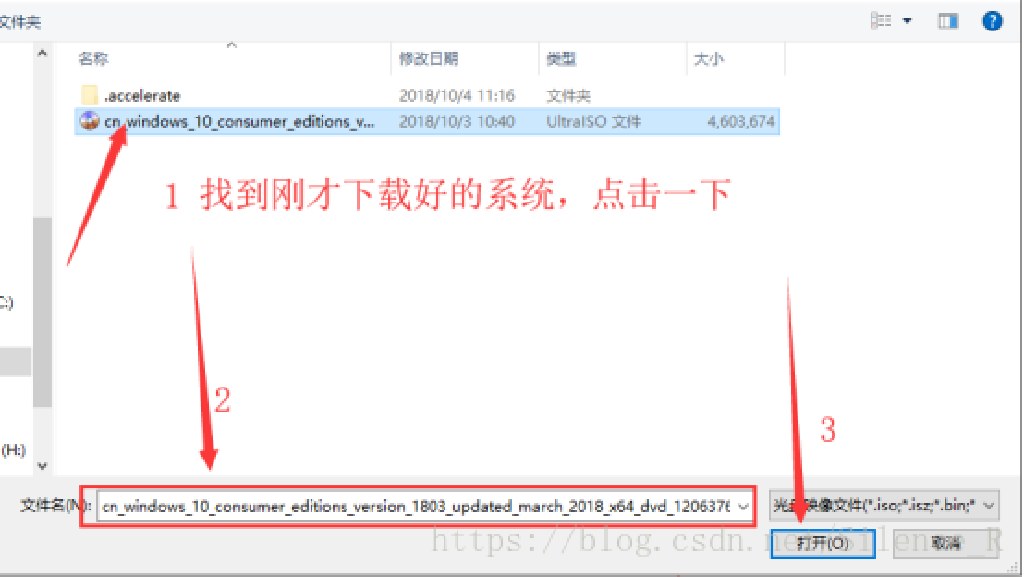 文件夹
名称 修改日期 类型 大小
.accelerate 2018/10/4 11:16 文件夹
cn_windows_10_consumer_editions_v... 2018/10/3 10:40 UltraISO 文件 4,603,674
1 找到刚才下载好的系统，点击一下
C:)
2
3
(H:)
文件名(N): cn_windows_10_consumer_editions_version_1803_updated_march_2018_x64_dvd_1206376 光盘映像文件(*.iso;*.isz;*.bin;*
打开(O) 取消
https://blog.csdn.net/Silence_R